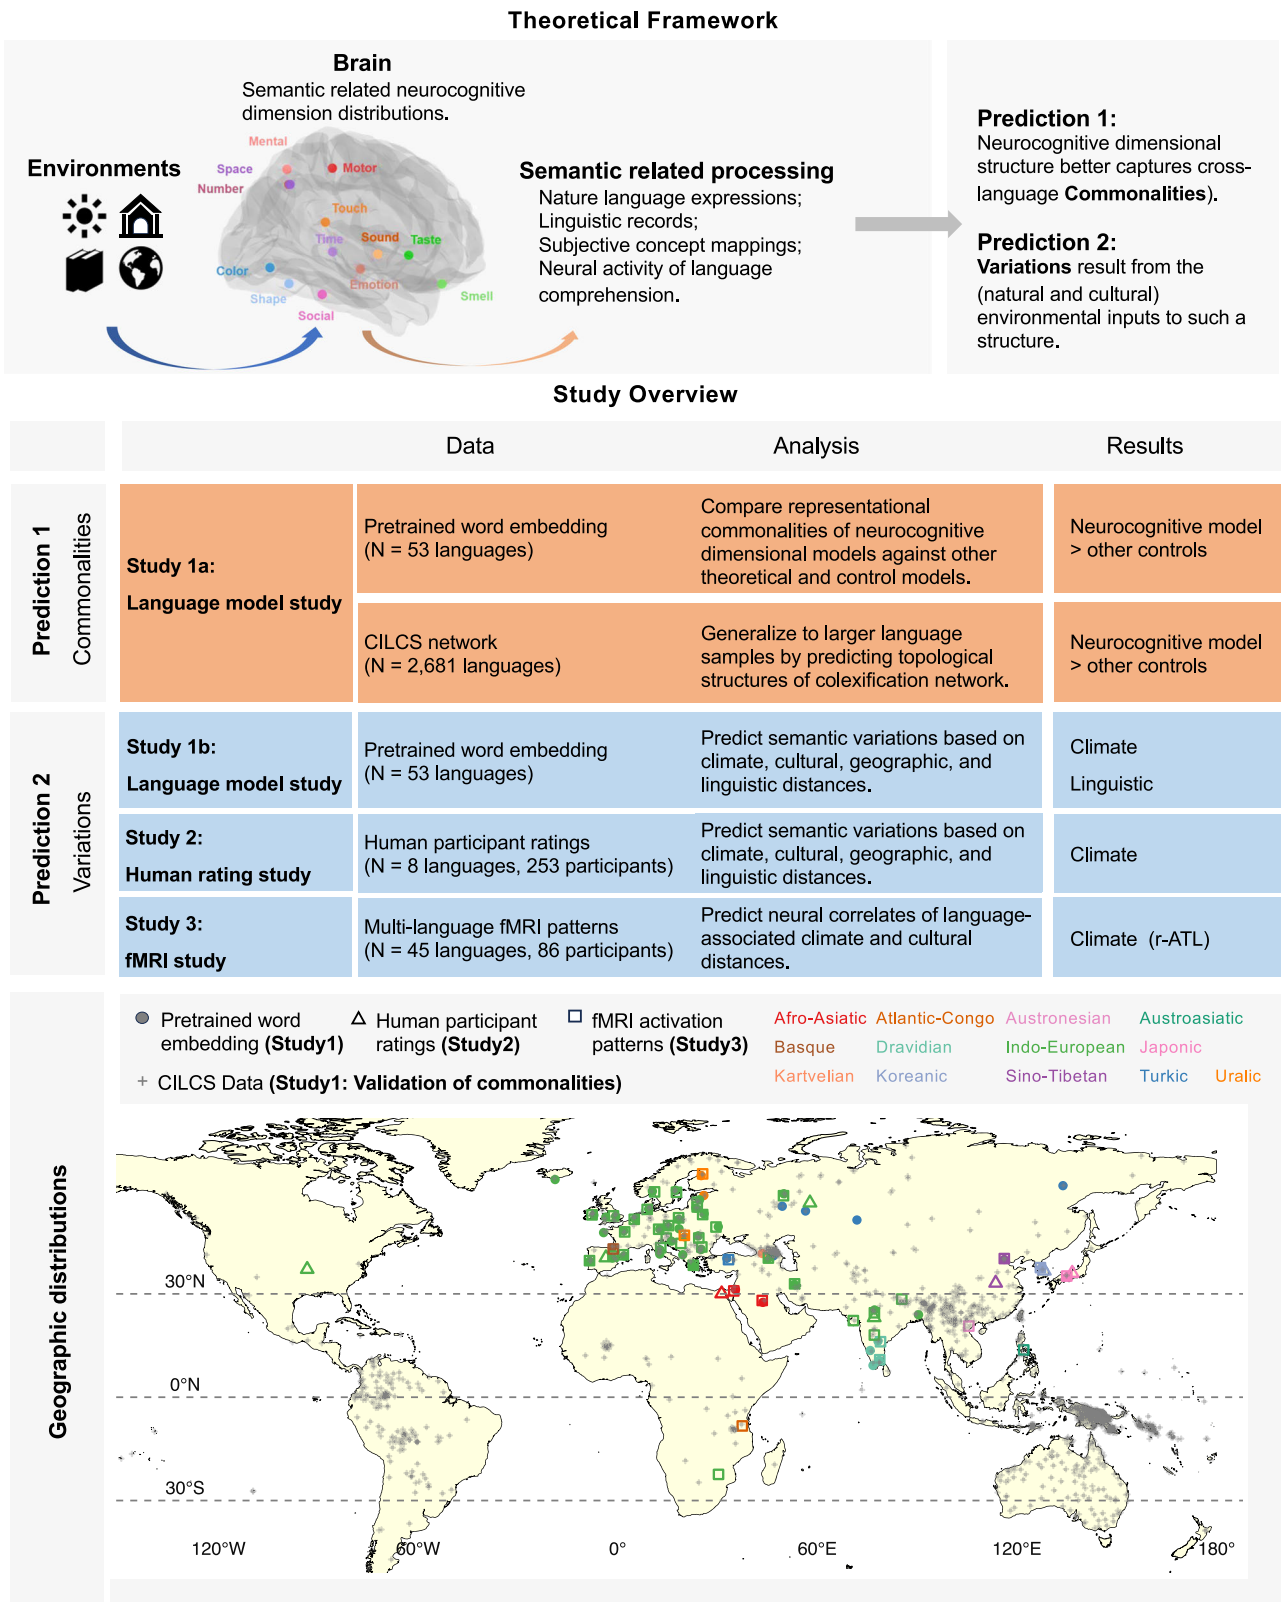 Theoretical Framework
Brain
Semantic related neurocognitive
dimension distributions.
Environments
Mental
Motor
Space
Number
Touch
Time
Sound
Taste
Color
Shape
Emotion
Smell
Social
Semantic related processing
Nature language expressions;
Linguistic records;
Subjective concept mappings;
Neural activity of language
comprehension.
Prediction 1:
Neurocognitive dimensional
structure better captures cross-
language Commonalities).
Prediction 2:
Variations result from the
(natural and cultural)
environmental inputs to such a
structure.
Study Overview
Data
Analysis
Results
Prediction 1
Commonalities
Study 1a:
Language model study
Pretrained word embedding
(N = 53 languages)
Compare representational
commonalities of neurocognitive
dimensional models against other
theoretical and control models.
Neurocognitive model
> other controls
CILCS network
(N = 2,681 languages)
Generalize to larger language
samples by predicting topological
structures of colexification network.
Neurocognitive model
> other controls
Prediction 2
Variations
Study 1b:
Language model study
Pretrained word embedding
(N = 53 languages)
Predict semantic variations based on
climate, cultural, geographic, and
linguistic distances.
Climate
Linguistic
Study 2:
Human rating study
Human participant ratings
(N = 8 languages, 253 participants)
Predict semantic variations based on
climate, cultural, geographic, and
linguistic distances.
Climate
Study 3:
fMRI study
Multi-language fMRI patterns
(N = 45 languages, 86 participants)
Predict neural correlates of language-
associated climate and cultural
distances.
Climate (r-ATL)
Geographic distributions
Pretrained word
embedding (Study1)
Human participant
ratings (Study2)
fMRI activation
patterns (Study3)
CILCS Data (Study1: Validation of commonalities)
Afro-Asiatic Atlantic-Congo Austronesian Austroasiatic
Basque Dravidian Indo-European Japonic
Kartvelian Koreanic Sino-Tibetan Turkic Uralic
30°N
0°N
30°S
120°W 60°W 0° 60°E 120°E 180°